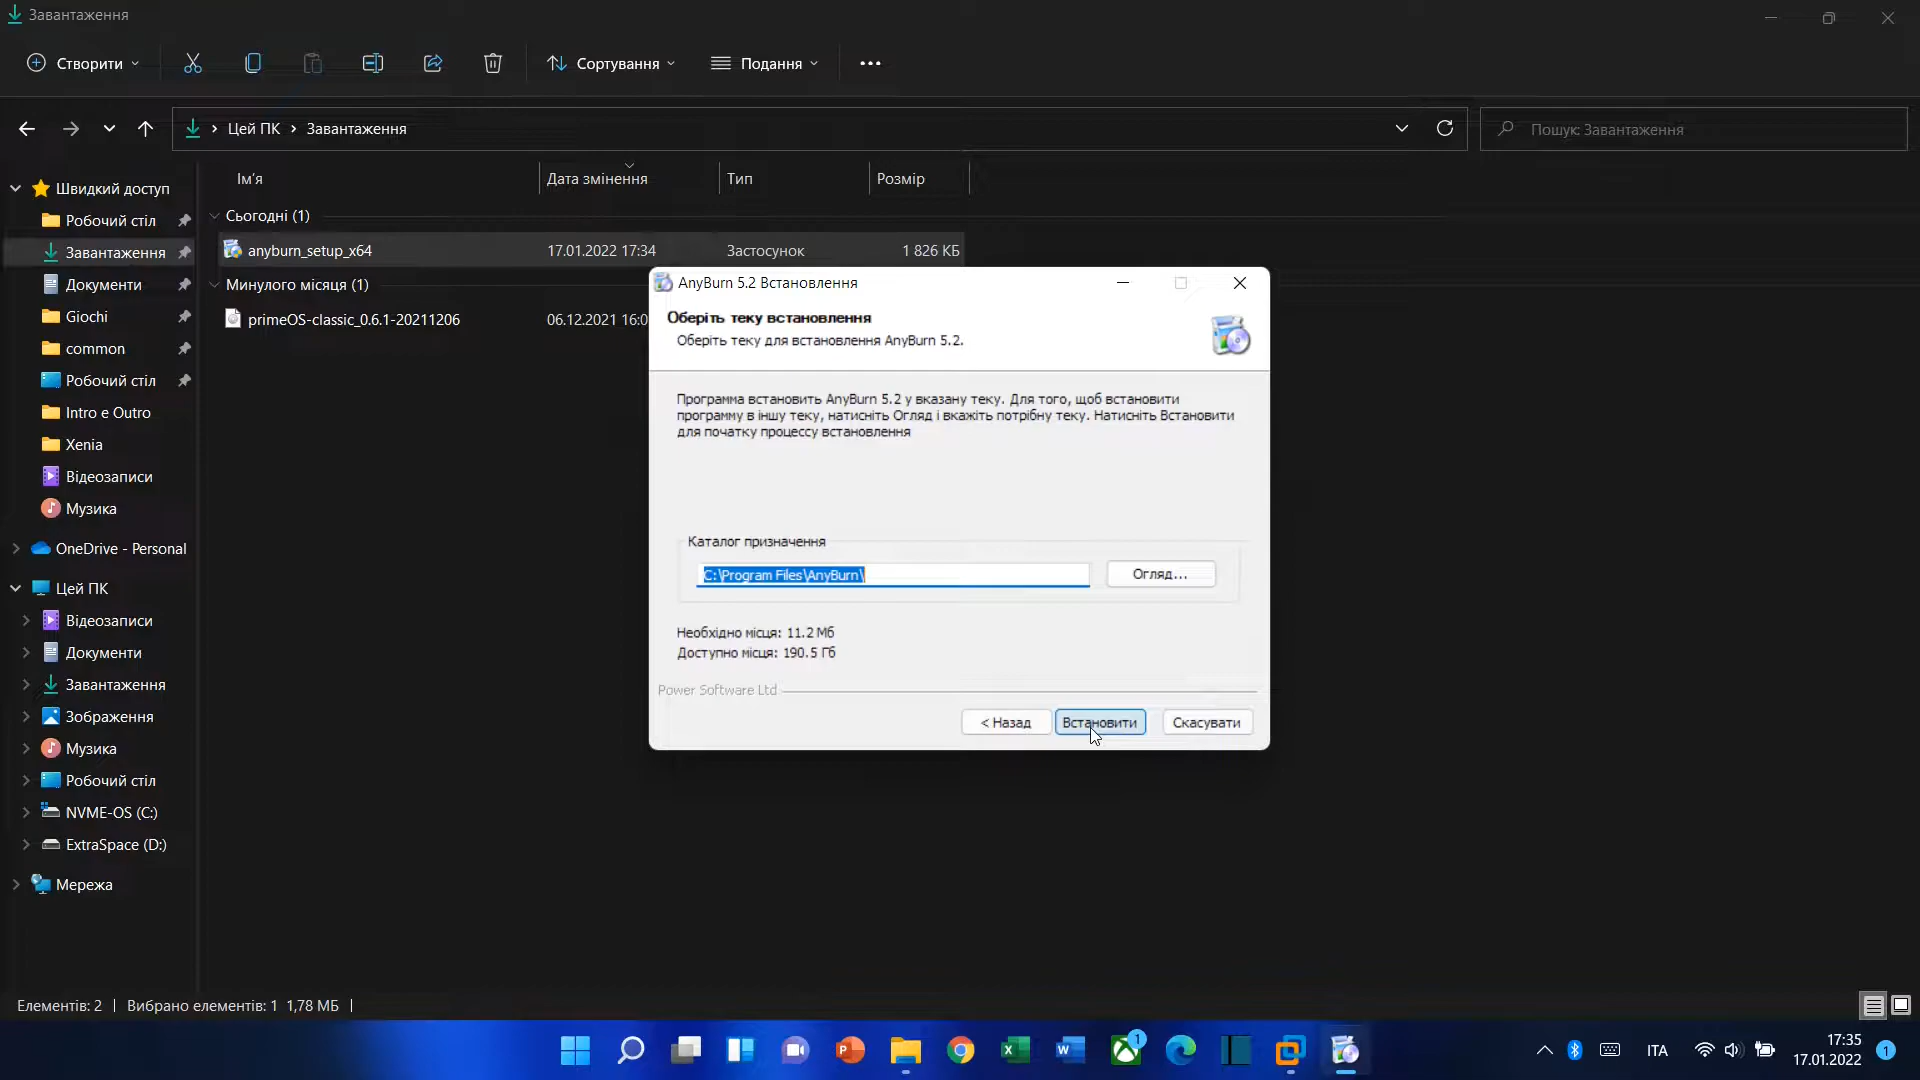 Завантаження
Створити
Сортування
Подання
Цей ПК
Завантаження
Пошук: Завантаження
Ім'я
Дата змінення
Тип
Розмір
Швидкий доступ
Робочий стіл
Завантаження
Документи
Giochi
common
Робочий стіл
Intro e Outro
Xenia
Відеозаписи
Музика
OneDrive - Personal
Цей ПК
Відеозаписи
Документи
Завантаження
Зображення
Музика
Робочий стіл
NVME-OS (C:)
ExtraSpace (D:)
Мережа
Сьогодні (1)
anyburn_setup_x64 17.01.2022 17:34 Застосунок 1 826 КБ
Минулого місяця (1)
primeOS-classic_0.6.1-20211206 06.12.2021 16:0
AnyBurn 5.2 Встановлення
Оберіть теку встановлення
Оберіть теку для встановлення AnyBurn 5.2.
Программа встановить AnyBurn 5.2 у вказану теку. Для того, щоб встановити
программу в іншу теку, натисніть Огляд і вкажіть потрібну теку. Натисніть Встановити
для початку процессу встановлення
Каталог призначення
C:\Program Files\AnyBurn\
Огляд...
Необхідно місця: 11.2 Мб
Доступно місця: 190.5 Гб
Power Software Ltd
< Назад
Встановити
Скасувати
Елементів: 2
Вибрано елементів: 1 1,78 МБ
1
ITA
17:35
17.01.2022
1